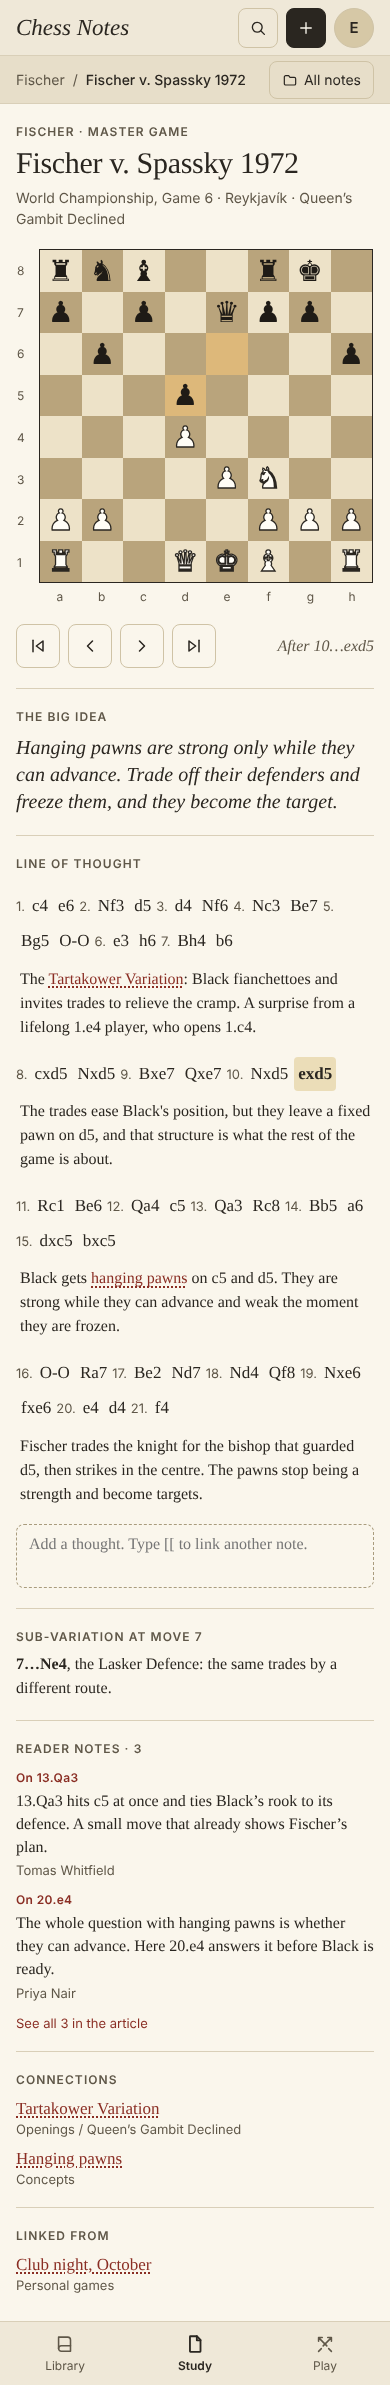 Chess Notes
E
Fischer / Fischer v. Spassky 1972
All notes
FISCHER · MASTER GAME
Fischer v. Spassky 1972
World Championship, Game 6 · Reykjavík · Queen’s
Gambit Declined
8
7
6
5
4
3
2
1
a b c d e f g h
After 10…exd5
THE BIG IDEA
Hanging pawns are strong only while they
can advance. Trade off their defenders and
freeze them, and they become the target.
LINE OF THOUGHT
1. c4 e6 2. Nf3 d5 3. d4 Nf6 4. Nc3 Be7 5.
Bg5 O-O 6. e3 h6 7. Bh4 b6
The Tartakower Variation: Black fianchettoes and
invites trades to relieve the cramp. A surprise from a
lifelong 1.e4 player, who opens 1.c4.
8. cxd5 Nxd5 9. Bxe7 Qxe7 10. Nxd5 exd5
The trades ease Black's position, but they leave a fixed
pawn on d5, and that structure is what the rest of the
game is about.
11. Rc1 Be6 12. Qa4 c5 13. Qa3 Rc8 14. Bb5 a6
15. dxc5 bxc5
Black gets hanging pawns on c5 and d5. They are
strong while they can advance and weak the moment
they are frozen.
16. O-O Ra7 17. Be2 Nd7 18. Nd4 Qf8 19. Nxe6
fxe6 20. e4 d4 21. f4
Fischer trades the knight for the bishop that guarded
d5, then strikes in the centre. The pawns stop being a
strength and become targets.
Add a thought. Type [[ to link another note.
SUB-VARIATION AT MOVE 7
7…Ne4, the Lasker Defence: the same trades by a
different route.
READER NOTES · 3
On 13.Qa3
13.Qa3 hits c5 at once and ties Black’s rook to its
defence. A small move that already shows Fischer’s
plan.
Tomas Whitfield
On 20.e4
The whole question with hanging pawns is whether
they can advance. Here 20.e4 answers it before Black is
ready.
Priya Nair
See all 3 in the article
CONNECTIONS
Tartakower Variation
Openings / Queen’s Gambit Declined
Hanging pawns
Concepts
LINKED FROM
Club night, October
Personal games
Library Study Play